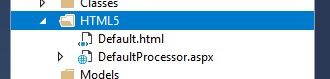 Classes
HTML5
Default.html
DefaultProcessor.aspx
Models